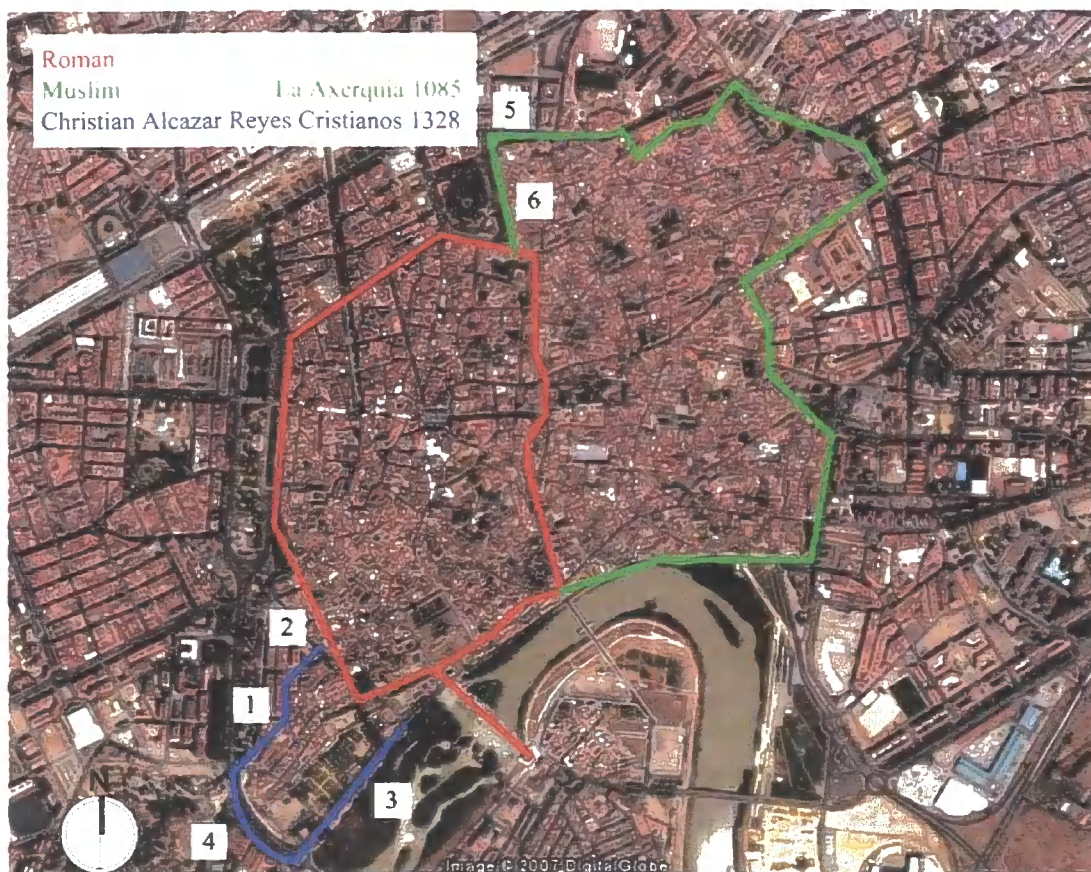 Roman
Muslim La Axerquia 1085
Christian Alcazar Reyes Cristianos 1328
5
6
2
1
3
4
N
Image © 2007 DigitalGlobe